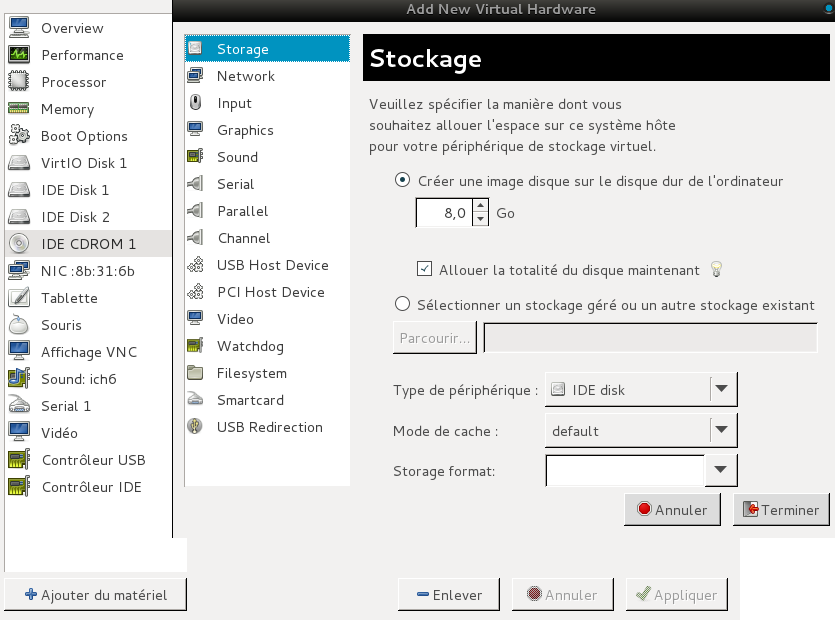 Add New Virtual Hardware
Overview
Performance
Processor
Memory
Boot Options
VirtIO Disk 1
IDE Disk 1
IDE Disk 2
IDE CDROM 1
NIC :8b:31:6b
Tablette
Souris
Affichage VNC
Sound: ich6
Serial 1
Vidéo
Contrôleur USB
Contrôleur IDE
Storage
Network
Input
Graphics
Sound
Serial
Parallel
Channel
USB Host Device
PCI Host Device
Video
Watchdog
Filesystem
Smartcard
USB Redirection
Stockage
Veuillez spécifier la manière dont vous
souhaitez allouer l'espace sur ce système hôte
pour votre périphérique de stockage virtuel.
Créer une image disque sur le disque dur de l'ordinateur
8,0 Go
Allouer la totalité du disque maintenant
Sélectionner un stockage géré ou un autre stockage existant
Parcourir...
Type de périphérique : IDE disk
Mode de cache : default
Storage format:
Annuler Terminer
Ajouter du matériel Enlever Annuler Appliquer